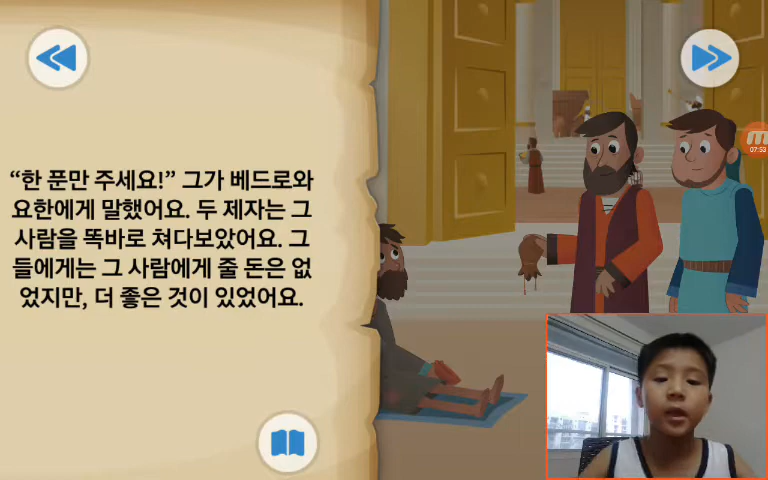 “한 푼만 주세요!” 그가 베드로와
요한에게 말했어요. 두 제자는 그
사람을 똑바로 쳐다보았어요. 그
들에게는 그 사람에게 줄 돈은 없
었지만, 더 좋은 것이 있었어요.
07:53